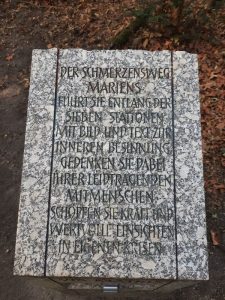 DER SCHMERZENSWEG
MARIENS
FÜHRT SIE ENTLANG DER
SIEBEN STATIONEN
MIT BILD UND TEXT ZUR
INNEREN BESINNUNG
GEDENKEN SIE DABEI
IHRER LEIDTRAGENDEN
MITMENSCHEN
SCHÖPFEN SIE KRAFT UND
WERTVOLLE EINSICHTEN
IN EIGENEN KRISEN